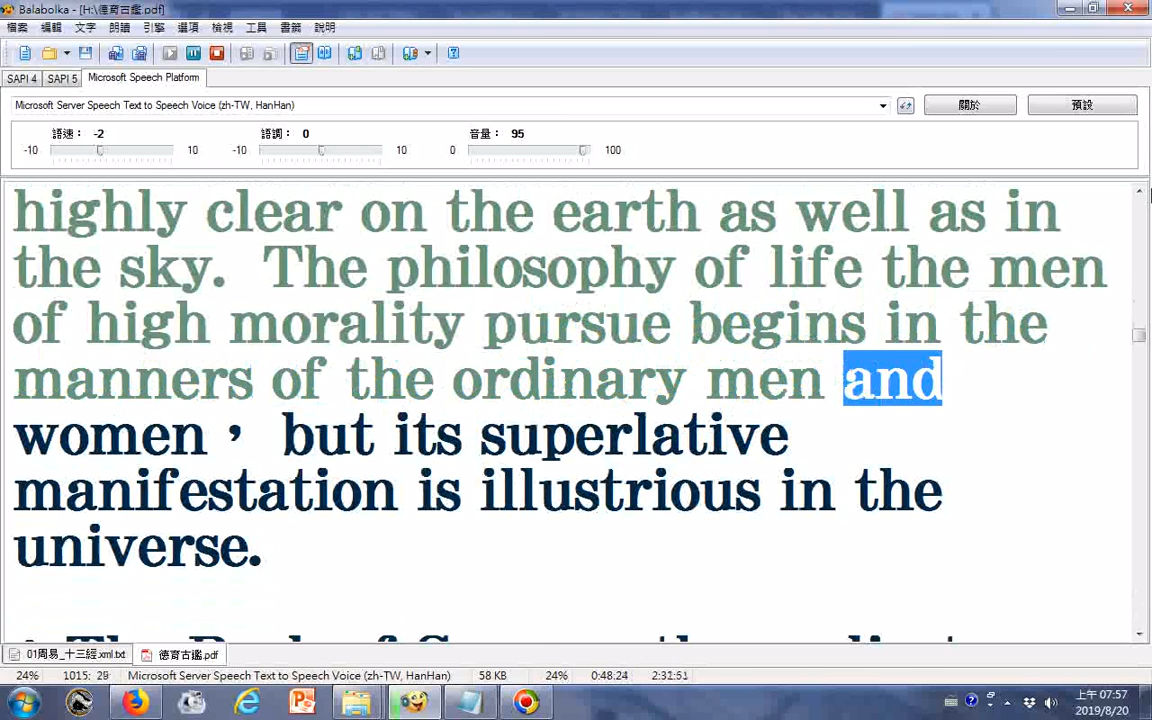 Balabolka - [H:\德育古鑑.pdf]
檔案 編輯 文字 朗讀 引擎 選項 檢視 工具 書籤 說明
SAPI 4 SAPI 5 Microsoft Speech Platform
Microsoft Server Speech Text to Speech Voice (zh-TW, HanHan) 關於 預設
語速： -2 語調： 0 音量： 95
-10 10 -10 10 0 100
highly clear on the earth as well as in
the sky. The philosophy of life the men
of high morality pursue begins in the
manners of the ordinary men and
women， but its superlative
manifestation is illustrious in the
universe.
01周易_十三經.xml.txt 德育古鑑.pdf
24% 1015: 29 Microsoft Server Speech Text to Speech Voice (zh-TW, HanHan) 58 KB 24% 0:48:24 2:31:51
上午 07:57
2019/8/20